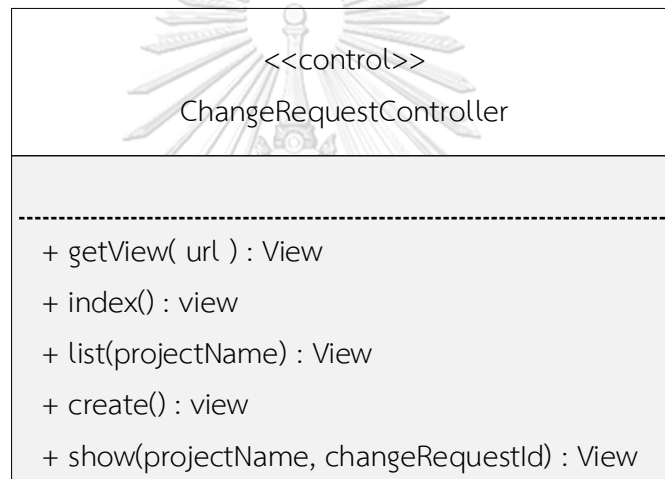 <<control>>
ChangeRequestController
+ getView( url ) : View
+ index() : view
+ list(projectName) : View
+ create() : view
+ show(projectName, changeRequestId) : View